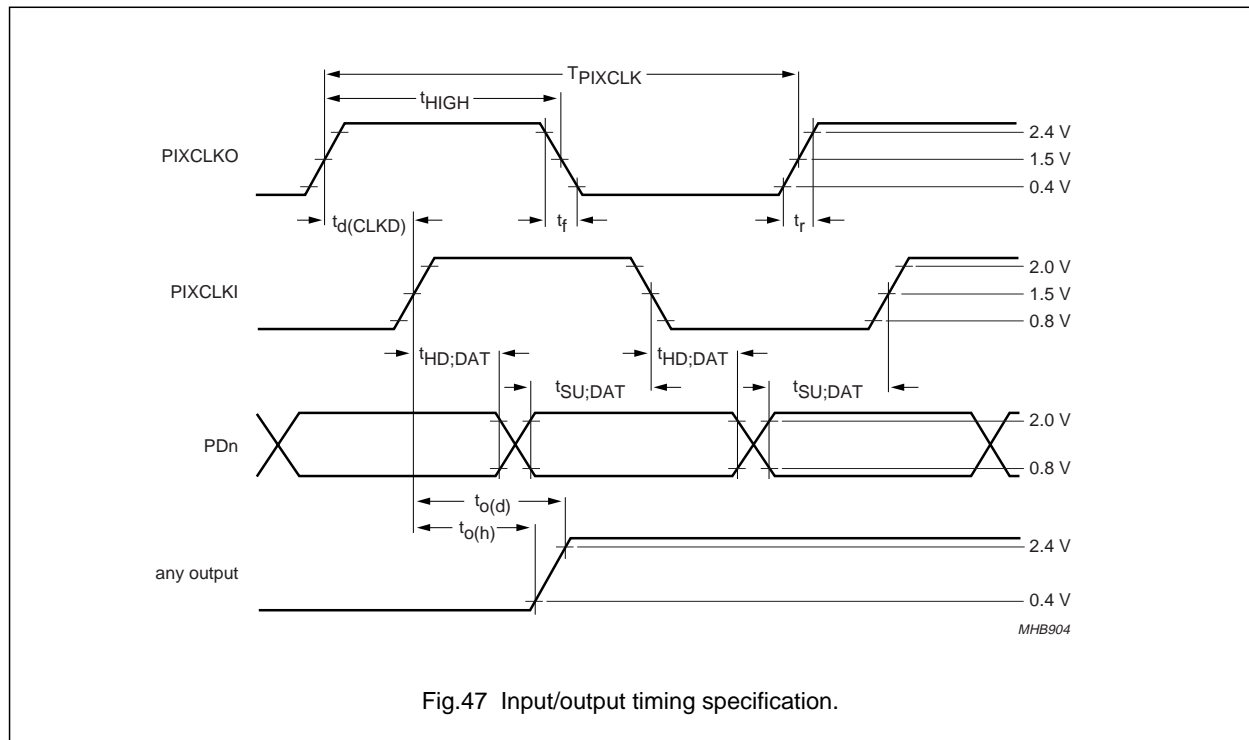 T_PIXCLK
t_HIGH
2.4 V
PIXCLKO
1.5 V
0.4 V
t_d(CLKD)
t_f
t_r
2.0 V
PIXCLKI
1.5 V
0.8 V
t_HD;DAT
t_HD;DAT
t_SU;DAT
t_SU;DAT
2.0 V
PDn
0.8 V
t_o(d)
t_o(h)
2.4 V
any output
0.4 V
MHB904
Fig.47 Input/output timing specification.